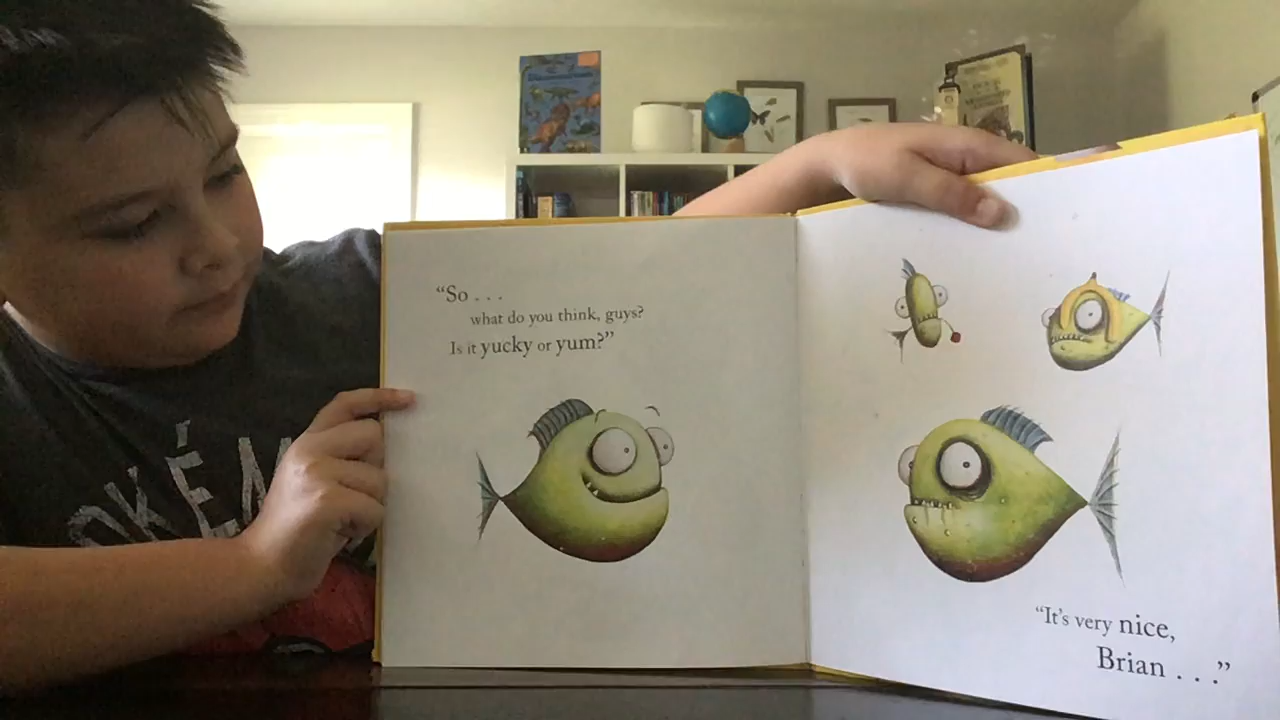 “So . . .
what do you think, guys?
Is it yucky or yum?”
“It’s very nice,
Brian . . .”